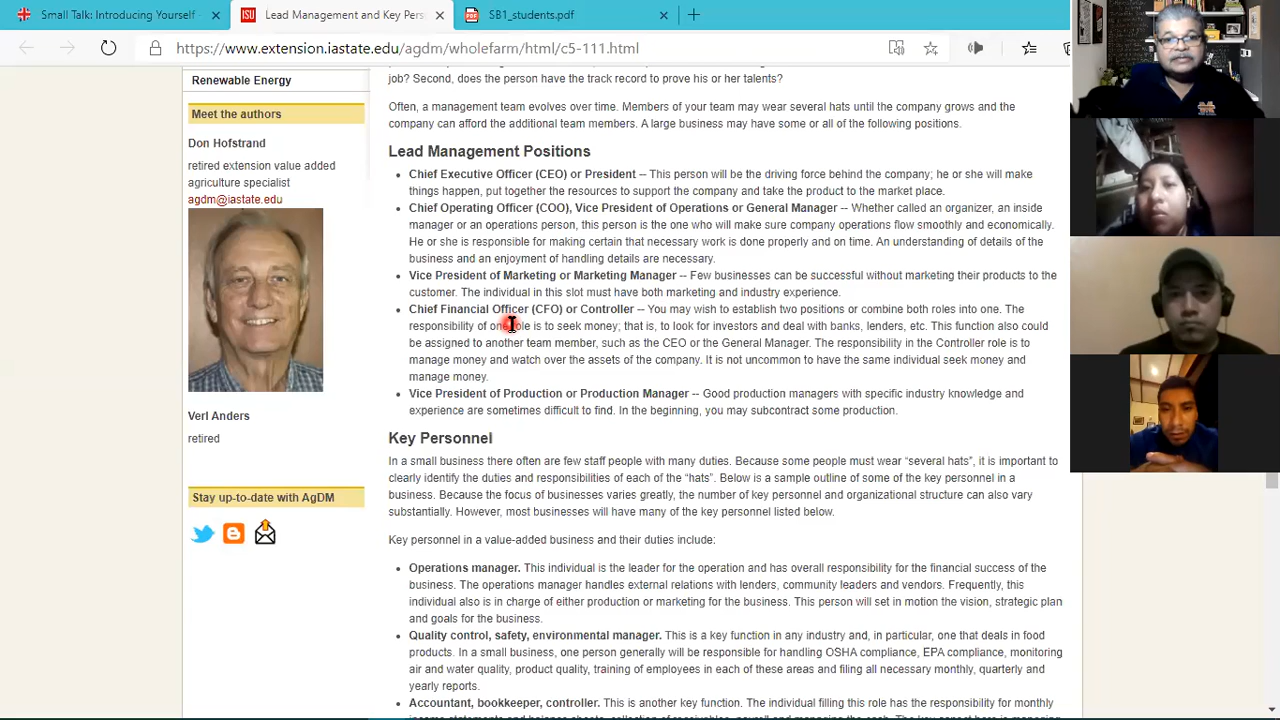 Small Talk: Introducing Yourself
Lead Management and Key Pers
SB1_students.pdf
https://www.extension.iastate.edu/agdm/wholefarm/html/c5-111.html
Renewable Energy
Meet the authors
Don Hofstrand
retired extension value added
agriculture specialist
agdm@iastate.edu
Verl Anders
retired
Stay up-to-date with AgDM
job? Second, does the person have the track record to prove his or her talents?
Often, a management team evolves over time. Members of your team may wear several hats until the company grows and the
company can afford the additional team members. A large business may have some or all of the following positions.
Lead Management Positions
Chief Executive Officer (CEO) or President -- This person will be the driving force behind the company; he or she will make
things happen, put together the resources to support the company and take the product to the market place.
Chief Operating Officer (COO), Vice President of Operations or General Manager -- Whether called an organizer, an inside
manager or an operations person, this person is the one who will make sure company operations flow smoothly and economically.
He or she is responsible for making certain that necessary work is done properly and on time. An understanding of details of the
business and an enjoyment of handling details are necessary.
Vice President of Marketing or Marketing Manager -- Few businesses can be successful without marketing their products to the
customer. The individual in this slot must have both marketing and industry experience.
Chief Financial Officer (CFO) or Controller -- You may wish to establish two positions or combine both roles into one. The
responsibility of one role is to seek money; that is, to look for investors and deal with banks, lenders, etc. This function also could
be assigned to another team member, such as the CEO or the General Manager. The responsibility in the Controller role is to
manage money and watch over the assets of the company. It is not uncommon to have the same individual seek money and
manage money.
Vice President of Production or Production Manager -- Good production managers with specific industry knowledge and
experience are sometimes difficult to find. In the beginning, you may subcontract some production.
Key Personnel
In a small business there often are few staff people with many duties. Because some people must wear “several hats”, it is important to
clearly identify the duties and responsibilities of each of the “hats”. Below is a sample outline of some of the key personnel in a
business. Because the focus of businesses varies greatly, the number of key personnel and organizational structure can also vary
substantially. However, most businesses will have many of the key personnel listed below.
Key personnel in a value-added business and their duties include:
Operations manager. This individual is the leader for the operation and has overall responsibility for the financial success of the
business. The operations manager handles external relations with lenders, community leaders and vendors. Frequently, this
individual also is in charge of either production or marketing for the business. This person will set in motion the vision, strategic plan
and goals for the business.
Quality control, safety, environmental manager. This is a key function in any industry and, in particular, one that deals in food
products. In a small business, one person generally will be responsible for handling OSHA compliance, EPA compliance, monitoring
air and water quality, product quality, training of employees in each of these areas and filing all necessary monthly, quarterly and
yearly reports.
Accountant, bookkeeper, controller. This is another key function. The individual filling this role has the responsibility for monthly